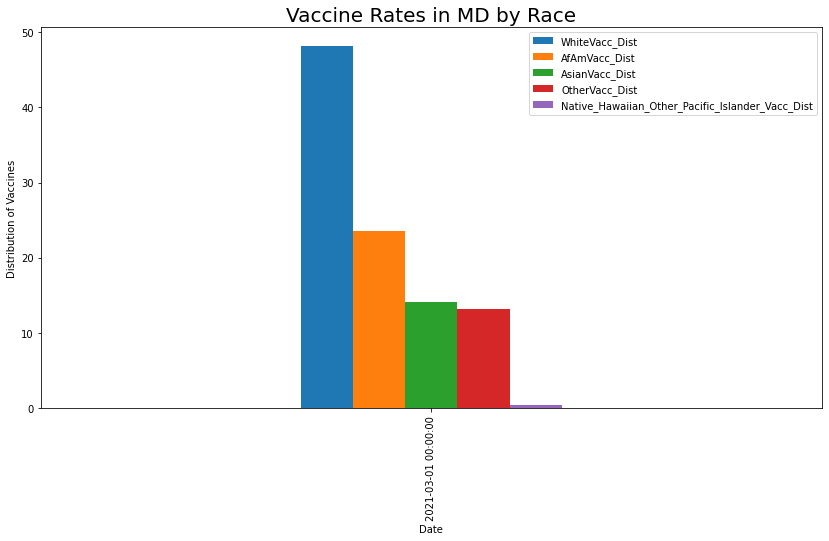 Vaccine Rates in MD by Race
WhiteVacc_Dist
AfAmVacc_Dist
AsianVacc_Dist
OtherVacc_Dist
Native_Hawaiian_Other_Pacific_Islander_Vacc_Dist
Distribution of Vaccines
50
40
30
20
10
0
2021-03-01 00:00:00
Date